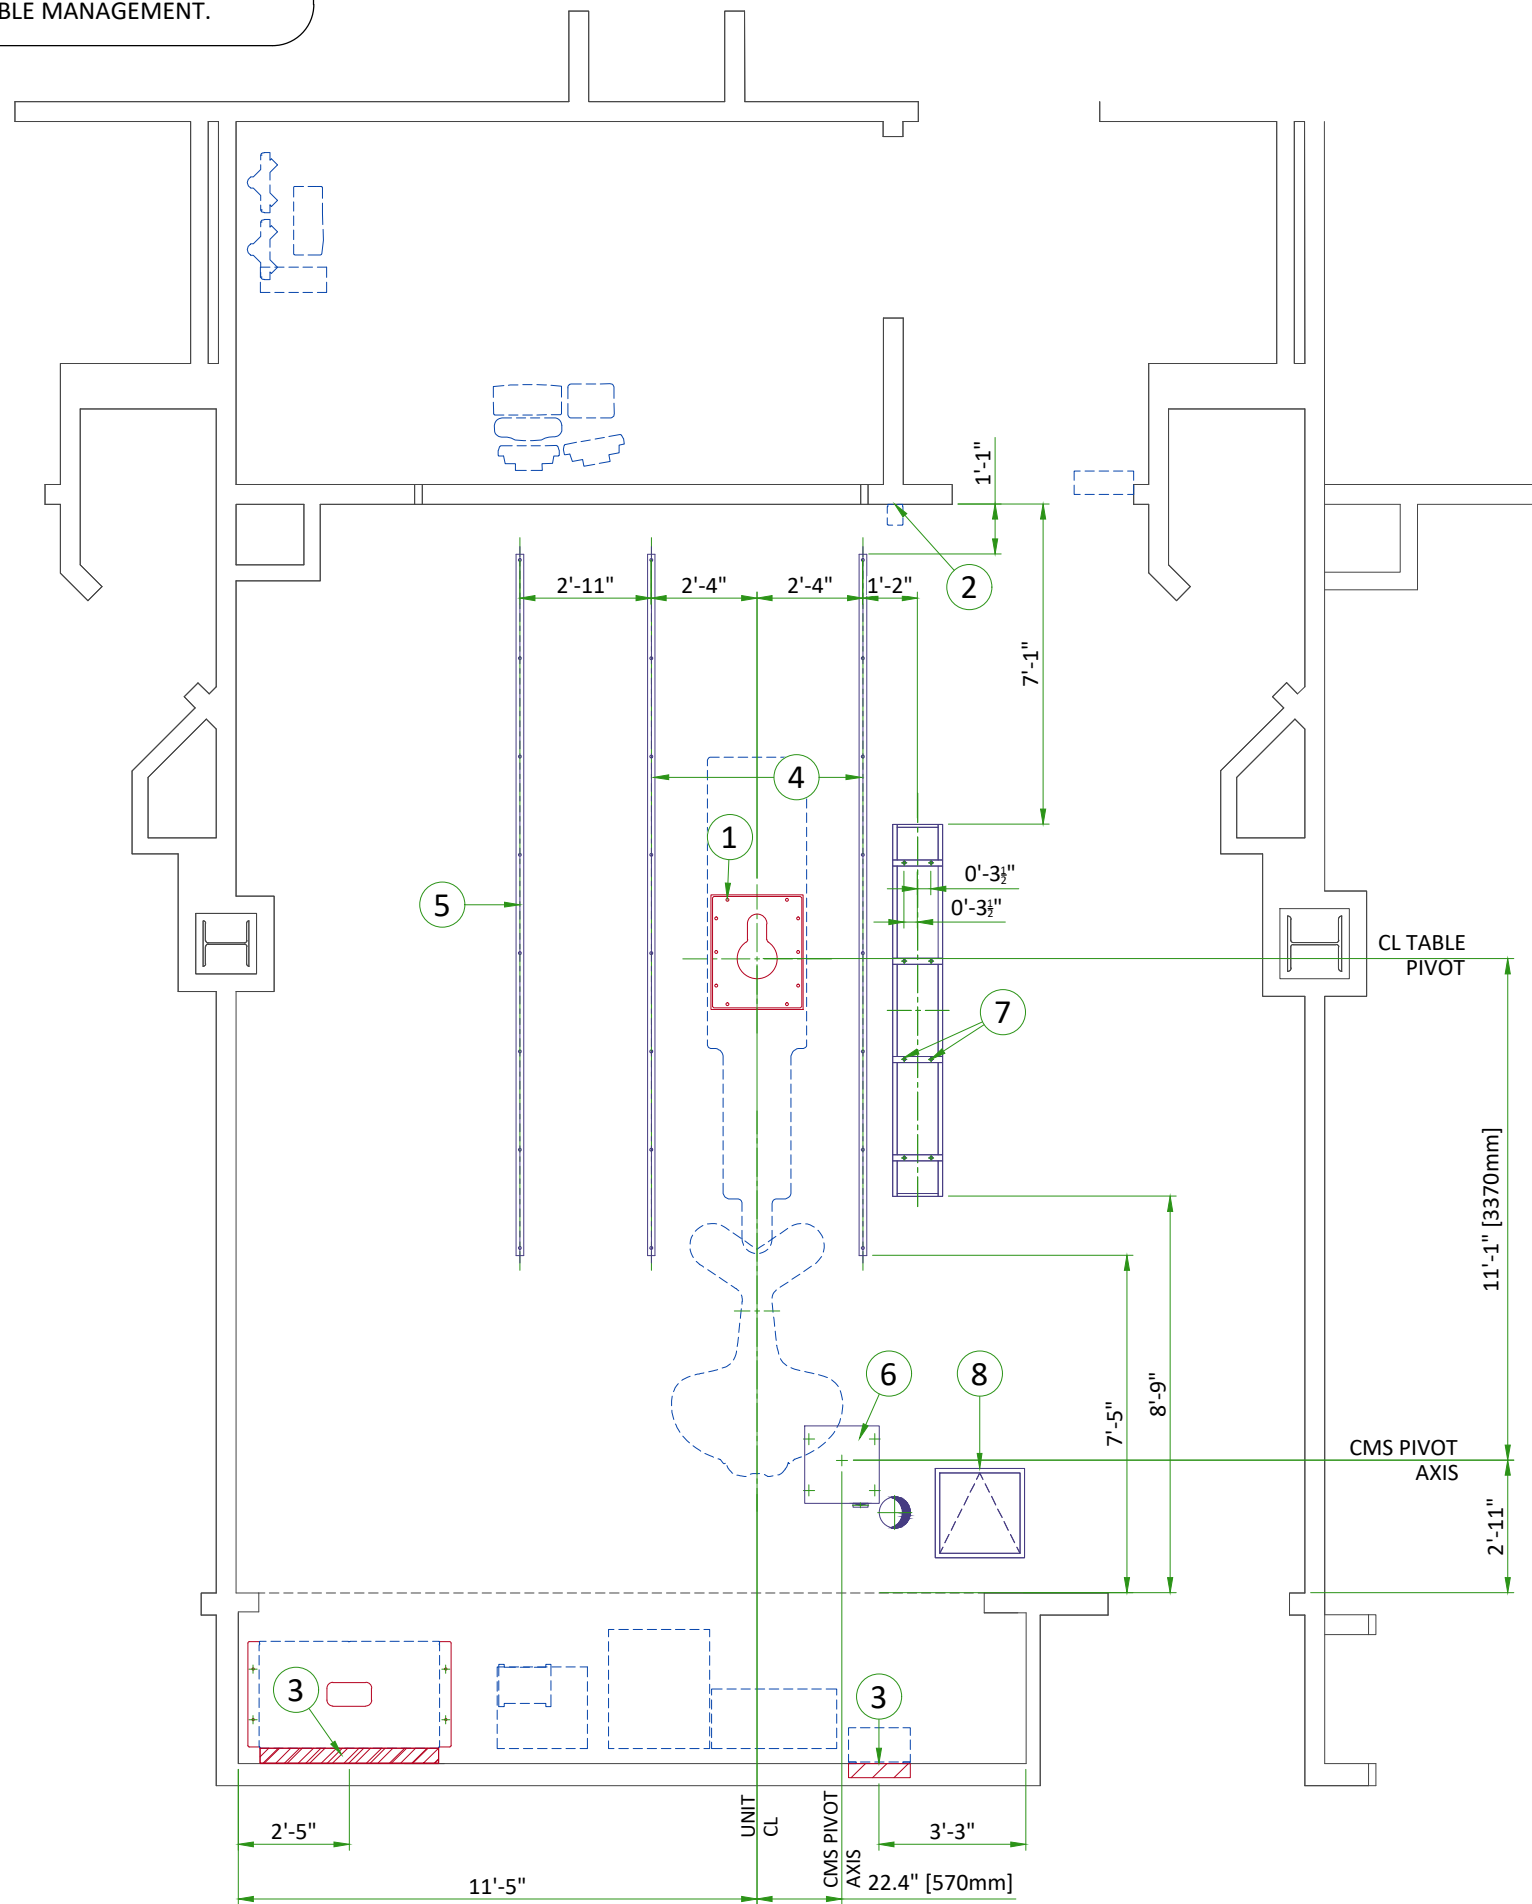 BLE MANAGEMENT.
1'-1"
2
2'-11"
2'-4"
2'-4"
1'-2"
7'-1"
4
1
5
0'-3½"
0'-3½"
CL TABLE
PIVOT
7
11'-1" [3370mm]
6
8
7'-5"
8'-9"
CMS PIVOT
AXIS
2'-11"
3
3
UNIT
CL
CMS PIVOT
AXIS
2'-5"
3'-3"
11'-5"
22.4" [570mm]